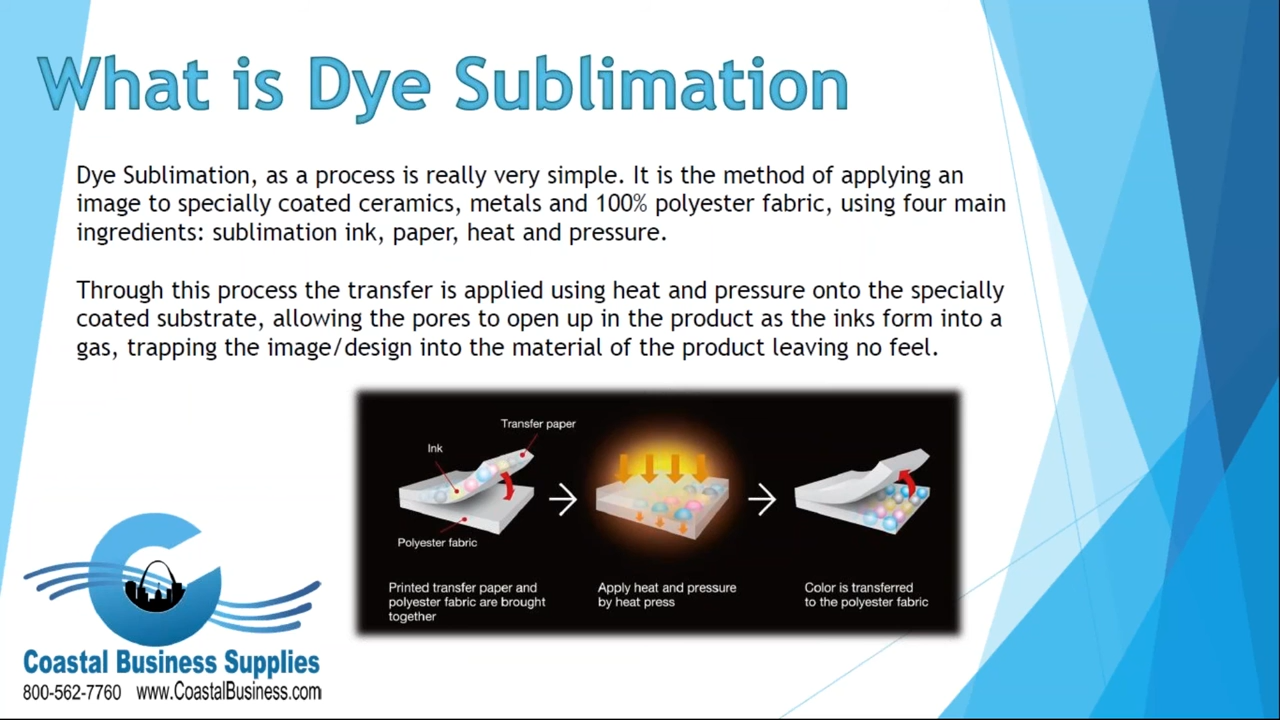 What is Dye Sublimation
Dye Sublimation, as a process is really very simple. It is the method of applying an
image to specially coated ceramics, metals and 100% polyester fabric, using four main
ingredients: sublimation ink, paper, heat and pressure.
Through this process the transfer is applied using heat and pressure onto the specially
coated substrate, allowing the pores to open up in the product as the inks form into a
gas, trapping the image/design into the material of the product leaving no feel.
Transfer paper
Ink
Polyester fabric
Printed transfer paper and
polyester fabric are brought
together
Apply heat and pressure
by heat press
Color is transferred
to the polyester fabric
Coastal Business Supplies
800-562-7760 www.CoastalBusiness.com